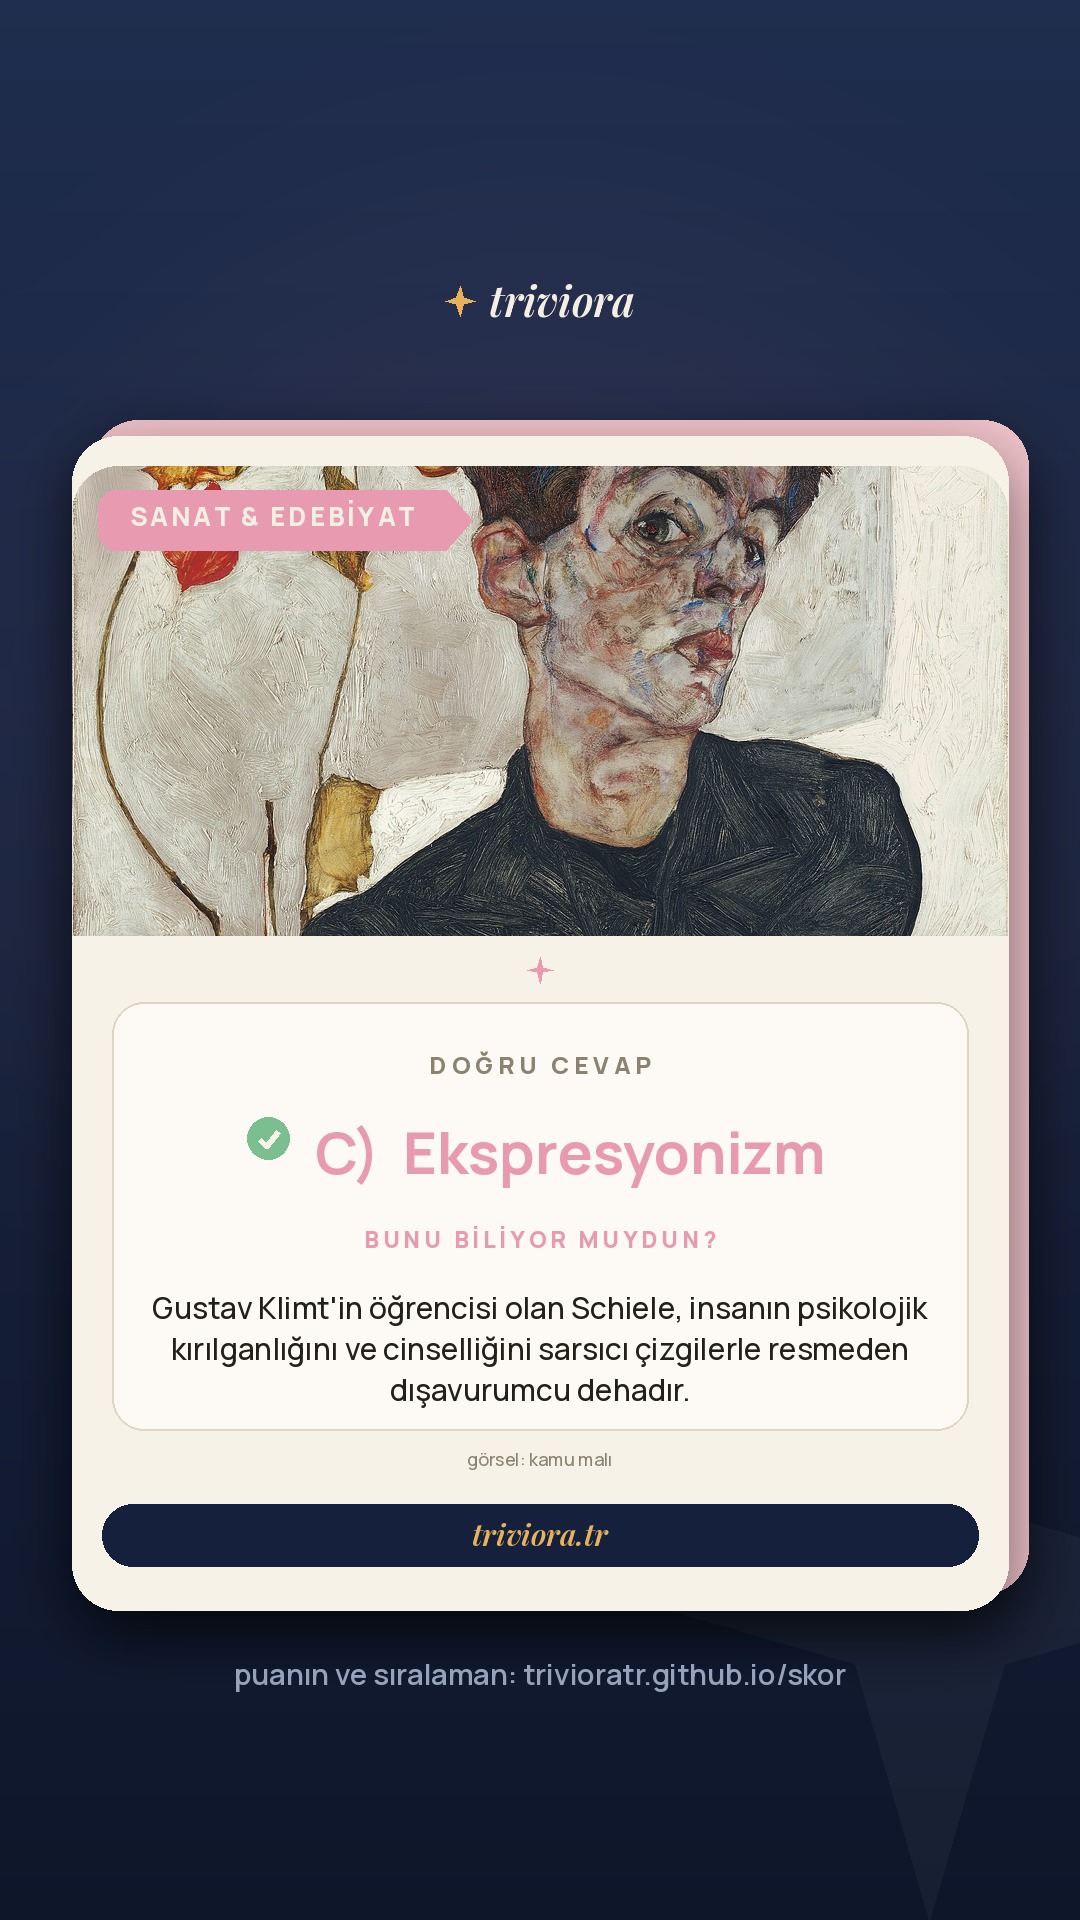 triviora
SANAT & EDEBİYAT
DOĞRU CEVAP
C) Ekspresyonizm
BUNU BİLİYOR MUYDUN?
Gustav Klimt'in öğrencisi olan Schiele, insanın psikolojik
kırılganlığını ve cinselliğini sarsıcı çizgilerle resmeden
dışavurumcu dehadır.
görsel: kamu malı
triviora.tr
puanın ve sıralaman: trivioratr.github.io/skor